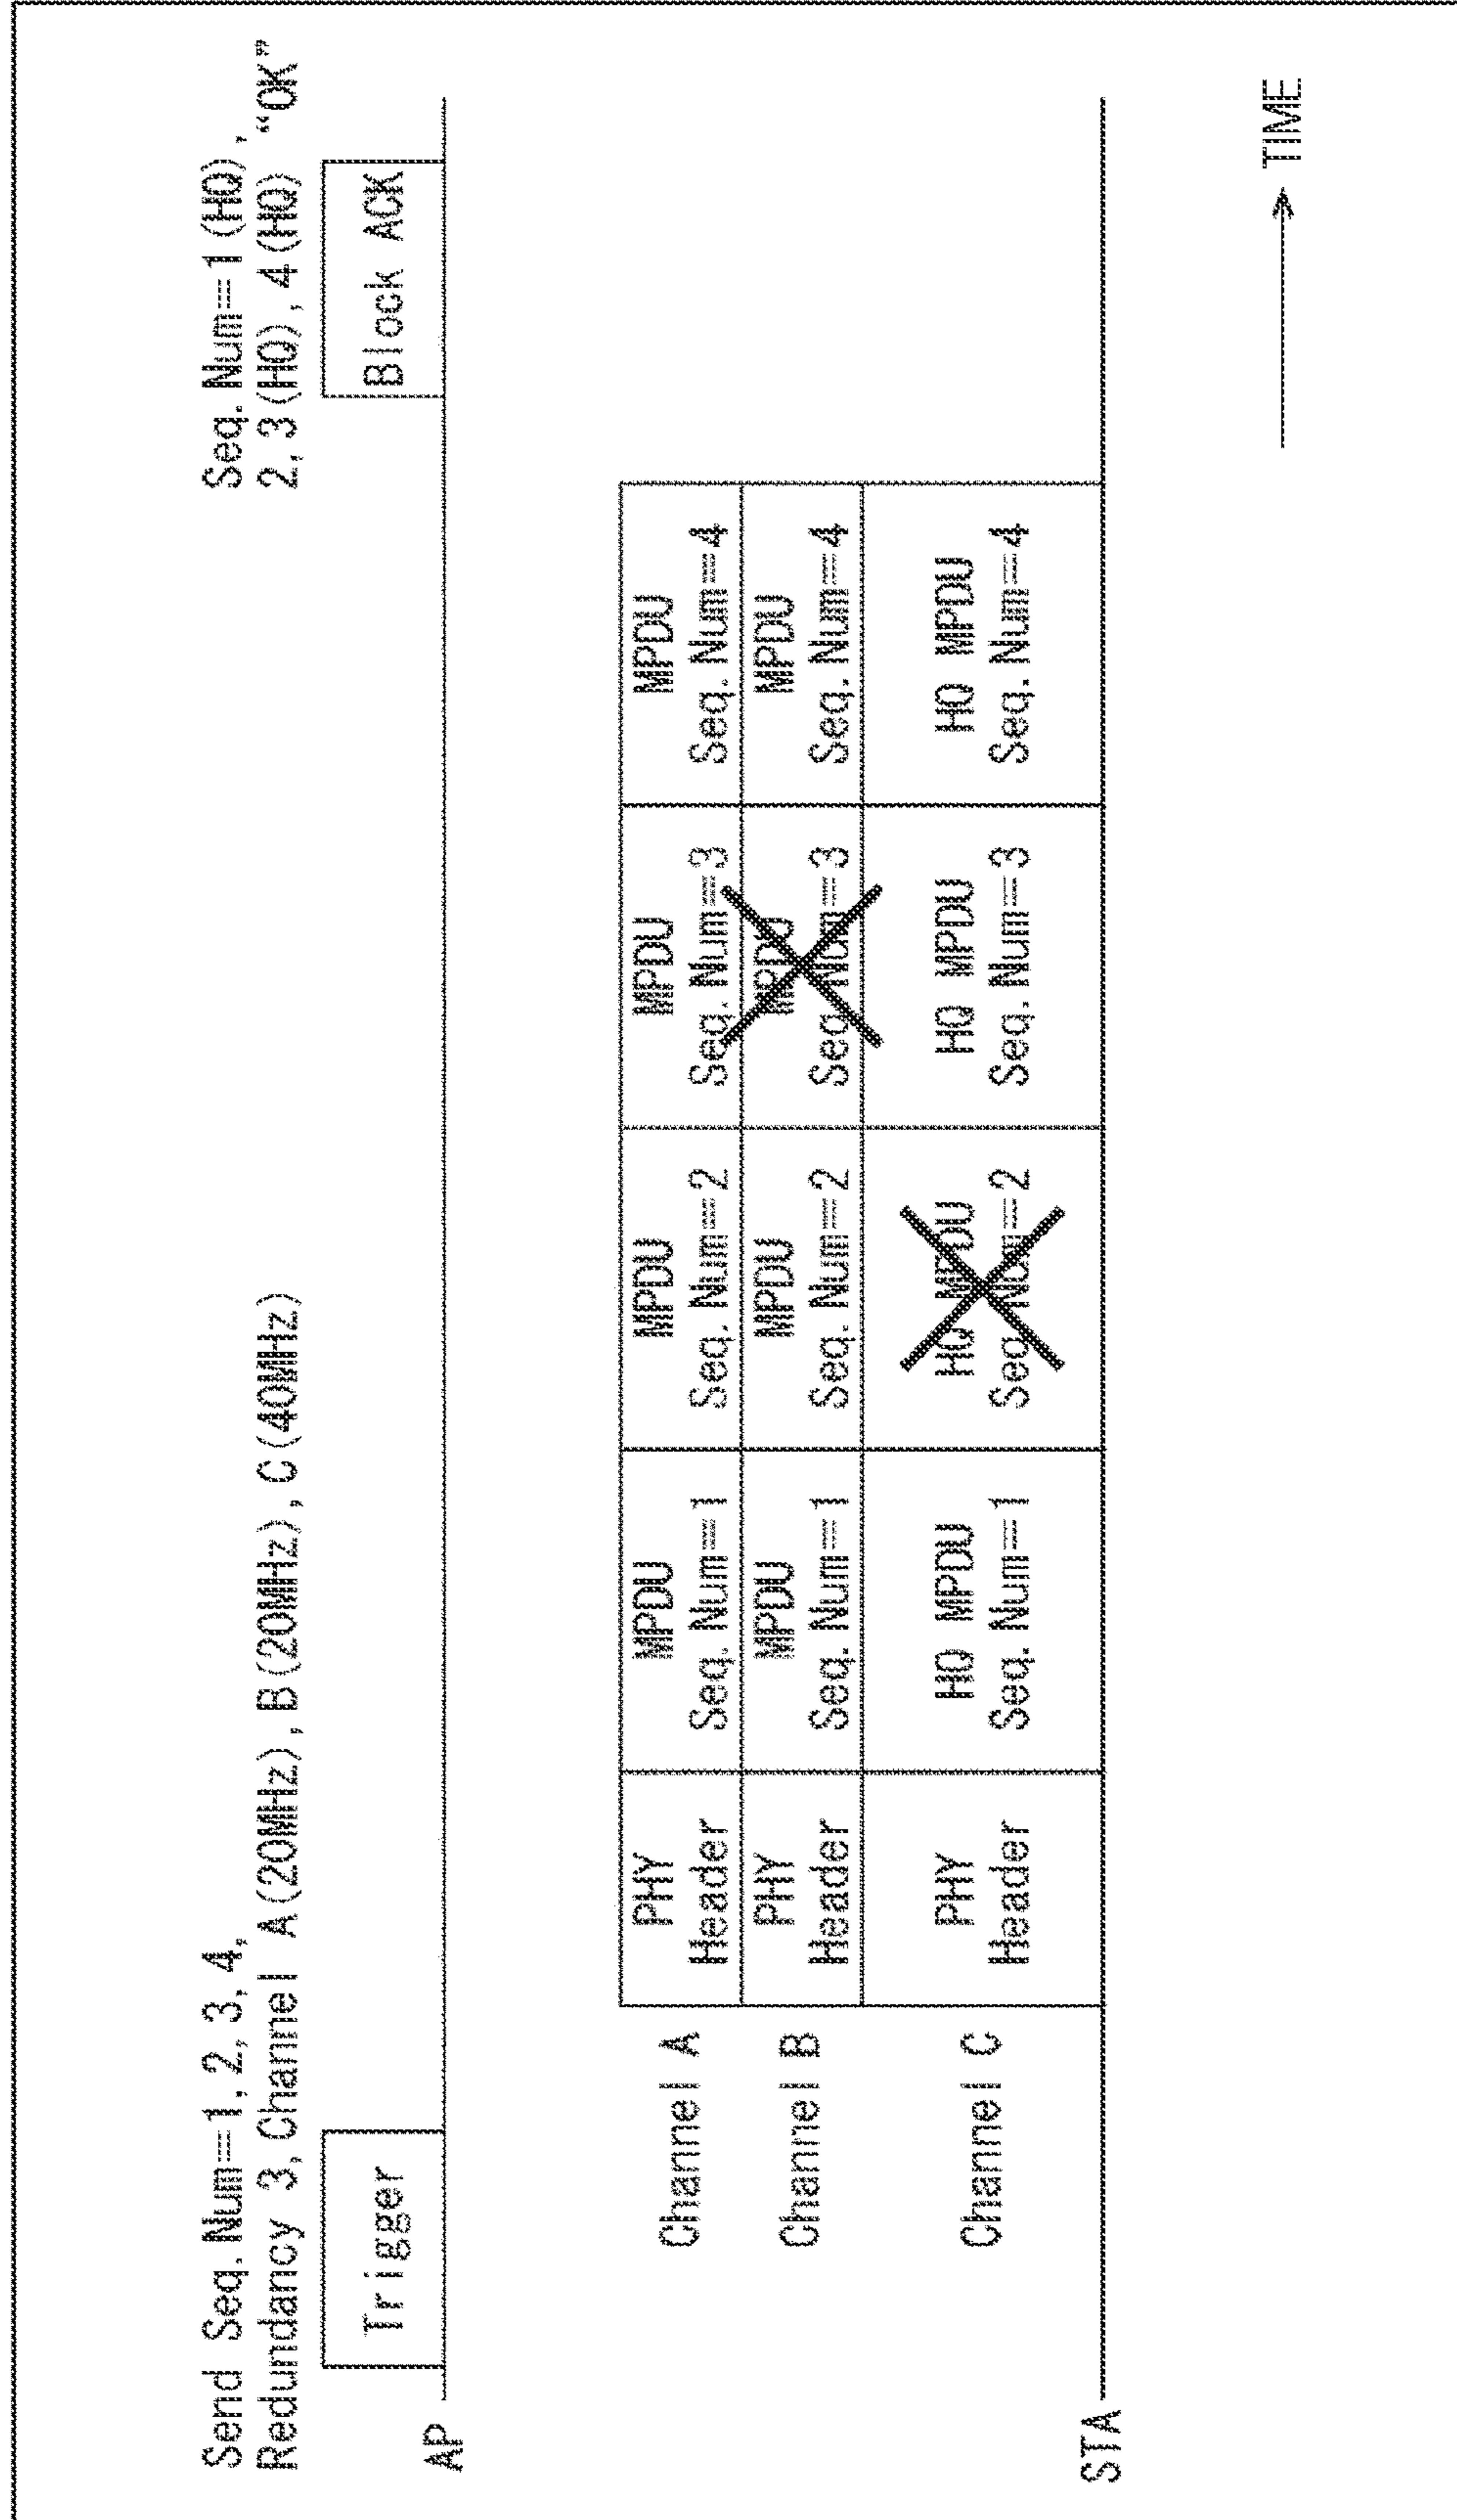 Send Seq. Num=1, 2, 3, 4,
Redundancy 3, Channel A(20MHz), B(20MHz), C(40MHz)
Seq. Num=1(HQ),
2, 3(HQ), 4(HQ) “OK”
Trigger
Block ACK
AP
Channel A
PHY
Header
MPDU
Seq. Num=1
MPDU
Seq. Num=2
MPDU
Seq. Num=3
MPDU
Seq. Num=4
Channel B
PHY
Header
MPDU
Seq. Num=1
MPDU
Seq. Num=2
MPDU
Seq. Num=3
MPDU
Seq. Num=4
Channel C
PHY
Header
HQ MPDU
Seq. Num=1
HQ MPDU
Seq. Num=2
HQ MPDU
Seq. Num=3
HQ MPDU
Seq. Num=4
STA
TIME